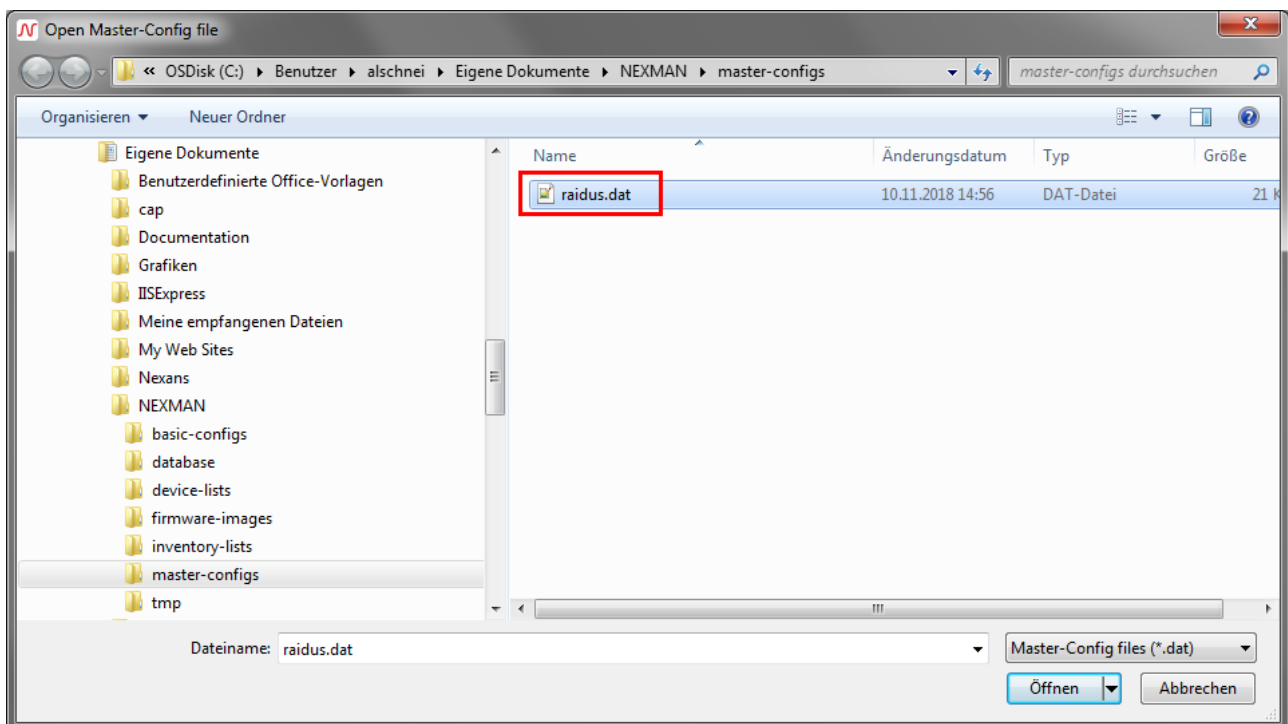 Open Master-Config file
« OSDisk (C:) ▸ Benutzer ▸ alschnei ▸ Eigene Dokumente ▸ NEXMAN ▸ master-configs
master-configs durchsuchen
Organisieren
Neuer Ordner
Eigene Dokumente
Benutzerdefinierte Office-Vorlagen
cap
Documentation
Grafiken
IISExpress
Meine empfangenen Dateien
My Web Sites
Nexans
NEXMAN
basic-configs
database
device-lists
firmware-images
inventory-lists
master-configs
tmp
Name Änderungsdatum Typ Größe
raidus.dat 10.11.2018 14:56 DAT-Datei 21
Dateiname: raidus.dat
Master-Config files (*.dat)
Öffnen Abbrechen